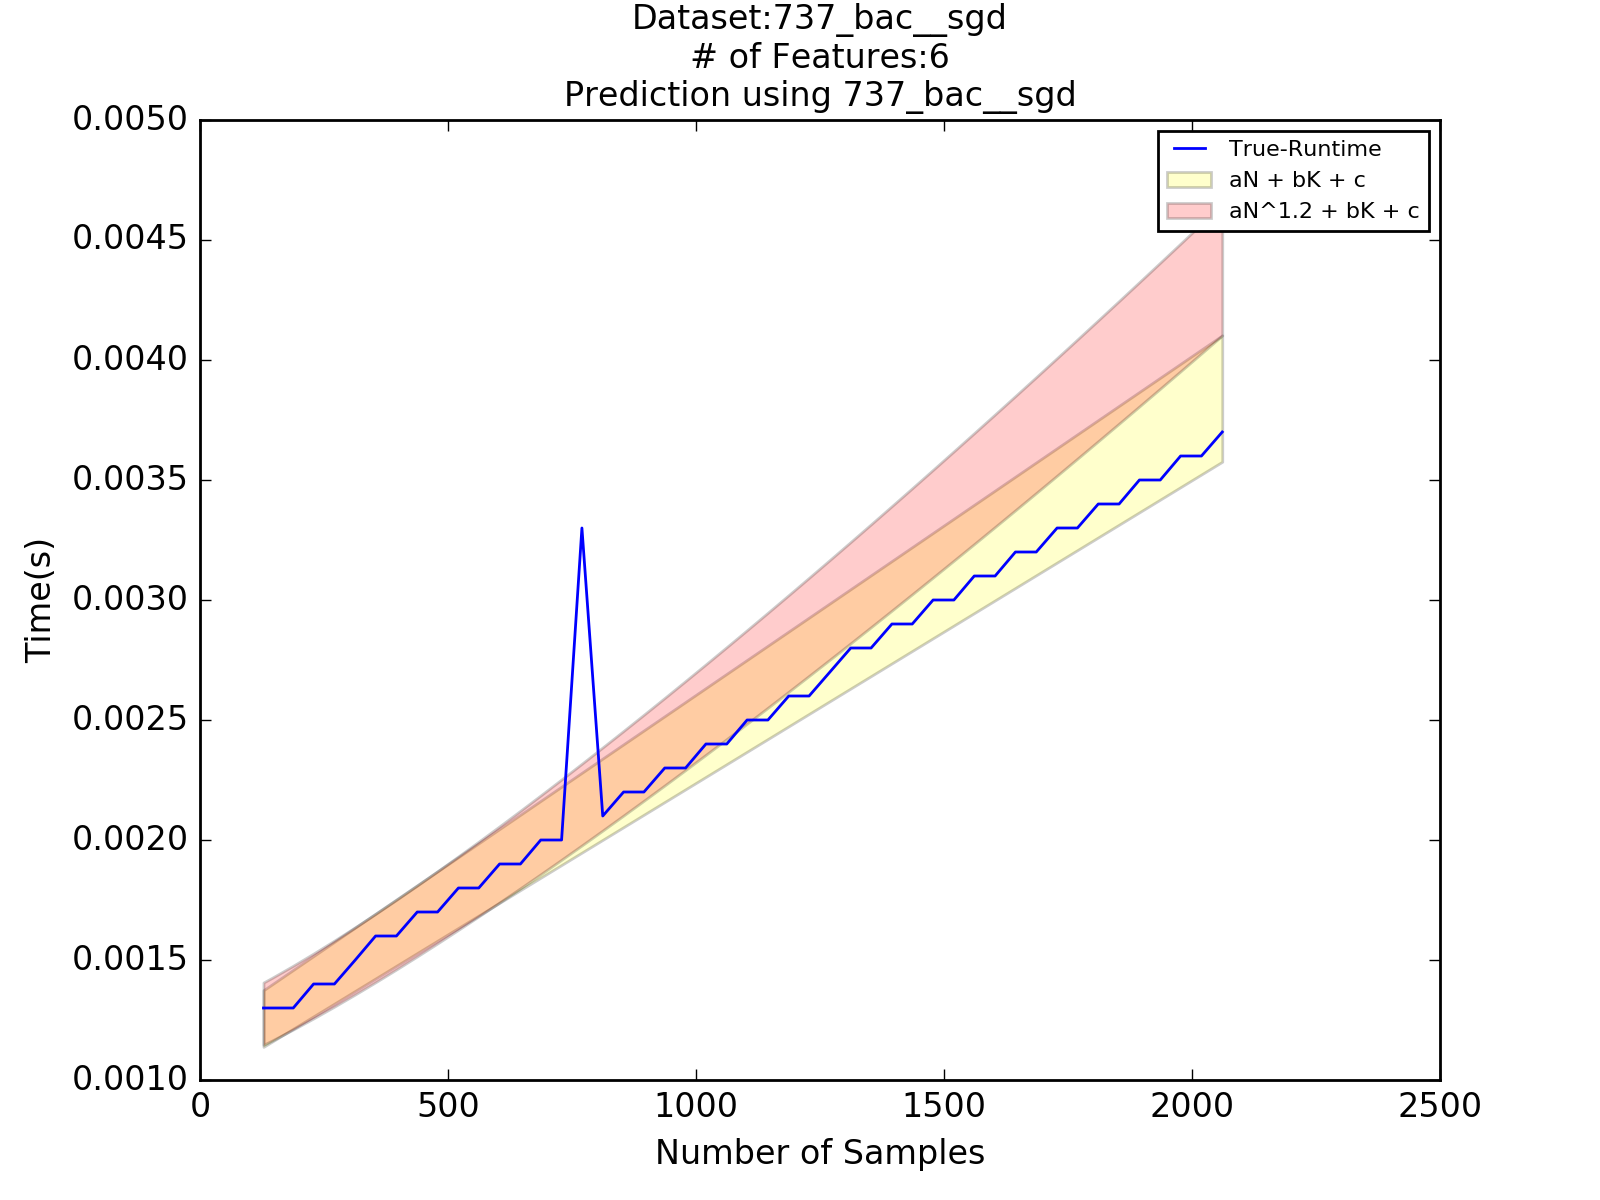 Dataset:737_bac__sgd
# of Features:6
Prediction using 737_bac__sgd
True-Runtime
aN + bK + c
aN^1.2 + bK + c
0.0050
0.0045
0.0040
0.0035
0.0030
0.0025
0.0020
0.0015
0.0010
Time(s)
0 500 1000 1500 2000 2500
Number of Samples